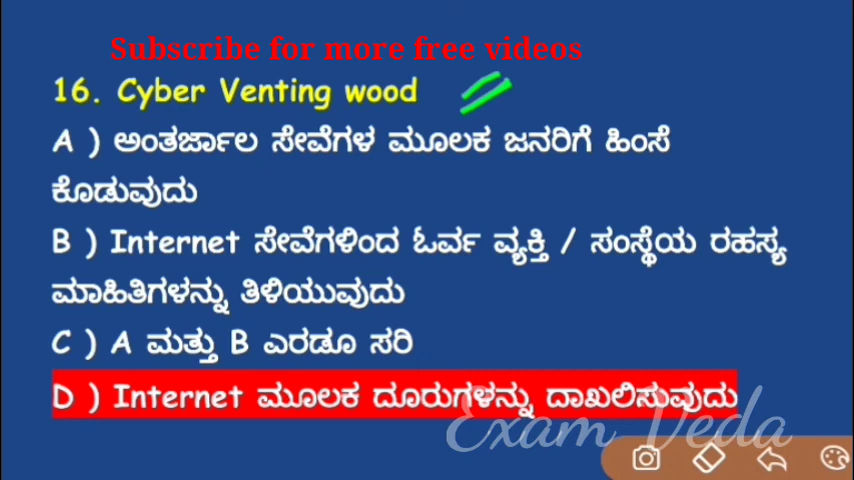 Subscribe for more free videos
16. Cyber Venting wood
A ) ಅಂತರ್ಜಾಲ ಸೇವೆಗಳ ಮೂಲಕ ಜನರಿಗೆ ಹಿಂಸೆ
ಕೊಡುವುದು
B ) Internet ಸೇವೆಗಳಿಂದ ಓರ್ವ ವ್ಯಕ್ತಿ / ಸಂಸ್ಥೆಯ ರಹಸ್ಯ
ಮಾಹಿತಿಗಳನ್ನು ತಿಳಿಯುವುದು
C ) A ಮತ್ತು B ಎರಡೂ ಸರಿ
D ) Internet ಮೂಲಕ ದೂರುಗಳನ್ನು ದಾಖಲಿಸುವುದು
Exam Veda